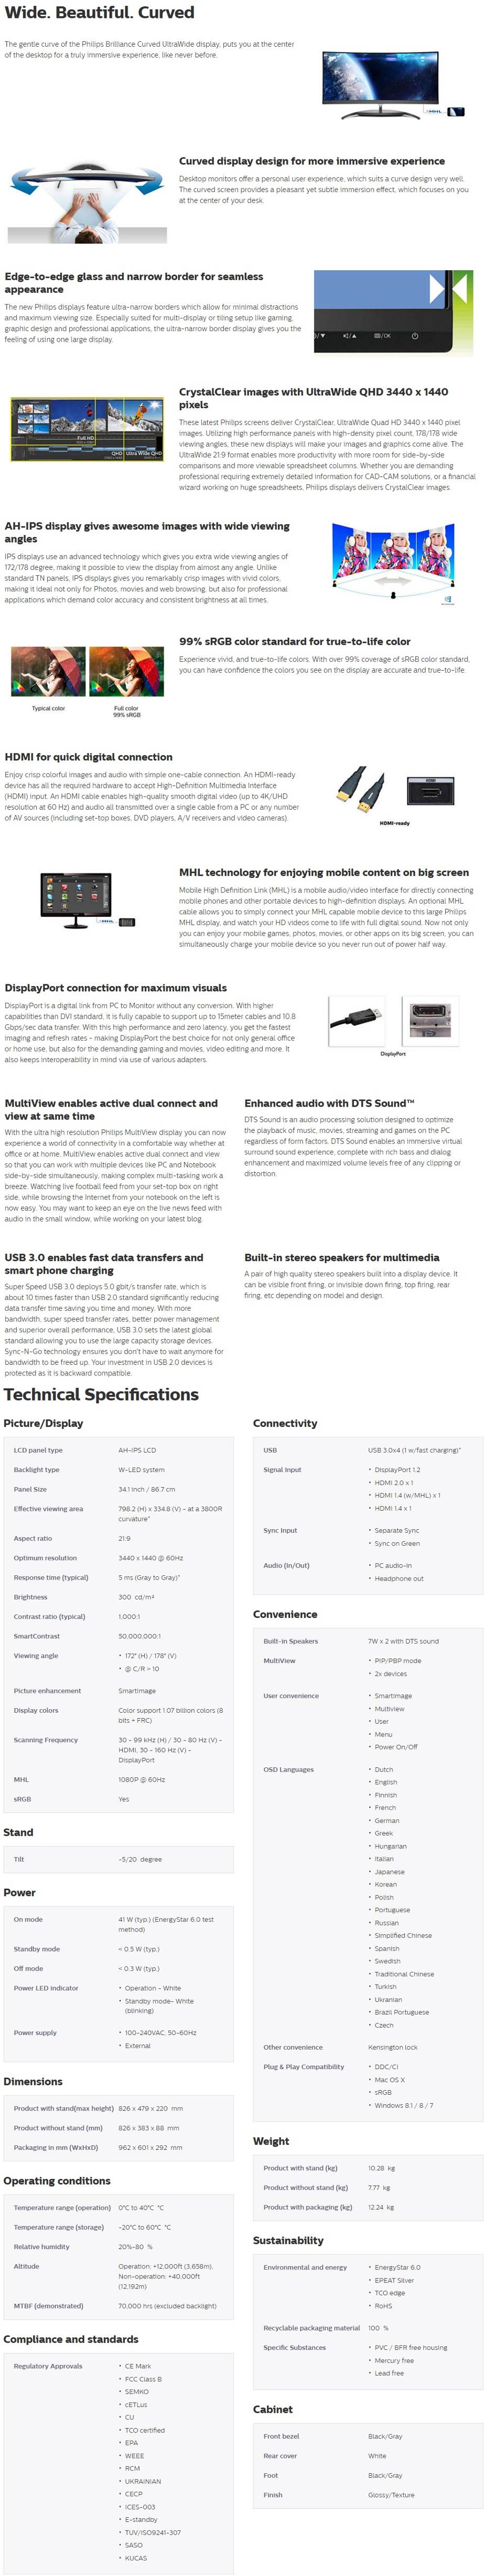 Wide. Beautiful. Curved
The gentle curve of the Philips Brilliance Curved UltraWide display, puts you at the center
of the desktop for a truly immersive experience, like never before.
Curved display design for more immersive experience
Desktop monitors offer a personal user experience, which suits a curve design very well.
The curved screen provides a pleasant yet subtle immersion effect, which focuses on you
at the center of your desk.
Edge-to-edge glass and narrow border for seamless
appearance
The new Philips displays feature ultra-narrow borders which allow for minimal distractions
and maximum viewing size. Especially suited for multi-display or tiling setup like gaming,
graphic design and professional applications, the ultra-narrow border display gives you the
feeling of using one large display.
CrystalClear images with UltraWide QHD 3440 x 1440
pixels
These latest Philips screens deliver CrystalClear, UltraWide Quad HD 3440 x 1440 pixel
images. Utilizing high performance panels with high-density pixel count, 178/178 wide
viewing angles, these new displays will make your images and graphics come alive. The
UltraWide 21:9 format enables more productivity with more room for side-by-side
comparisons and more viewable spreadsheet columns. Whether you are demanding
professional requiring extremely detailed information for CAD-CAM solutions, or a financial
wizard working on huge spreadsheets, Philips displays delivers CrystalClear images.
Full HD
QHD
Ultra Wide QHD
AH-IPS display gives awesome images with wide viewing
angles
IPS displays use an advanced technology which gives you extra wide viewing angles of
172/178 degree, making it possible to view the display from almost any angle. Unlike
standard TN panels, IPS displays gives you remarkably crisp images with vivid colors,
making it ideal not only for Photos, movies and web browsing, but also for professional
applications which demand color accuracy and consistent brightness at all times.
99% sRGB color standard for true-to-life color
Experience vivid, and true-to-life colors. With over 99% coverage of sRGB color standard,
you can have confidence the colors you see on the display are accurate and true-to-life.
Typical color
Full color
99% sRGB
HDMI for quick digital connection
Enjoy crisp colorful images and audio with simple one-cable connection. An HDMI-ready
device has all the required hardware to accept High-Definition Multimedia Interface
(HDMI) input. An HDMI cable enables high-quality smooth digital video (up to 4K/UHD
resolution at 60 Hz) and audio all transmitted over a single cable from a PC or any number
of AV sources (including set-top boxes, DVD players, A/V receivers and video cameras).
HDMI-ready
MHL technology for enjoying mobile content on big screen
Mobile High Definition Link (MHL) is a mobile audio/video interface for directly connecting
mobile phones and other portable devices to high-definition displays. An optional MHL
cable allows you to simply connect your MHL capable mobile device to this large Philips
MHL display, and watch your HD videos come to life with full digital sound. Now not only
you can enjoy your mobile games, photos, movies, or other apps on its big screen, you can
simultaneously charge your mobile device so you never run out of power half way.
DisplayPort connection for maximum visuals
DisplayPort is a digital link from PC to Monitor without any conversion. With higher
capabilities than DVI standard, it is fully capable to support up to 15meter cables and 10.8
Gbps/sec data transfer. With this high performance and zero latency, you get the fastest
imaging and refresh rates - making DisplayPort the best choice for not only general office
or home use, but also for the demanding gaming and movies, video editing and more. It
also keeps interoperability in mind via use of various adapters.
DisplayPort
MultiView enables active dual connect and
view at same time
With the ultra high resolution Philips MultiView display you can now
experience a world of connectivity in a comfortable way whether at
office or at home. MultiView enables active dual connect and view
so that you can work with multiple devices like PC and Notebook
side-by-side simultaneously, making complex multi-tasking work a
breeze. Watching live football feed from your set-top box on right
side, while browsing the Internet from your notebook on the left is
now easy. You may want to keep an eye on the live news feed with
audio in the small window, while working on your latest blog.
Enhanced audio with DTS Sound™
DTS Sound is an audio processing solution designed to optimize
the playback of music, movies, streaming and games on the PC
regardless of form factors. DTS Sound enables an immersive virtual
surround sound experience, complete with rich bass and dialog
enhancement and maximized volume levels free of any clipping or
distortion.
USB 3.0 enables fast data transfers and
smart phone charging
Super Speed USB 3.0 deploys 5.0 gbit/s transfer rate, which is
about 10 times faster than USB 2.0 standard significantly reducing
data transfer time saving you time and money. With more
bandwidth, super speed transfer rates, better power management
and superior overall performance, USB 3.0 sets the latest global
standard allowing you to use the large capacity storage devices.
Sync-N-Go technology ensures you don't have to wait anymore for
bandwidth to be freed up. Your investment in USB 2.0 devices is
protected as it is backward compatible.
Built-in stereo speakers for multimedia
A pair of high quality stereo speakers built into a display device. It
can be visible front firing, or invisible down firing, top firing, rear
firing, etc depending on model and design.
Technical Specifications
Picture/Display
LCD panel type AH-IPS LCD
Backlight type W-LED system
Panel Size 34.1 inch / 86.7 cm
Effective viewing area 798.2 (H) x 334.8 (V) - at a 3800R
curvature*
Aspect ratio 21:9
Optimum resolution 3440 x 1440 @ 60Hz
Response time (typical) 5 ms (Gray to Gray)*
Brightness 300 cd/m²
Contrast ratio (typical) 1,000:1
SmartContrast 50,000,000:1
Viewing angle • 172° (H) / 178° (V)
• @ C/R > 10
Picture enhancement SmartImage
Display colors Color support 1.07 billion colors (8
bits + FRC)
Scanning Frequency 30 - 99 kHz (H) / 30 - 80 Hz (V) -
HDMI, 30 - 160 Hz (V) -
DisplayPort
MHL 1080P @ 60Hz
sRGB Yes
Stand
Tilt -5/20 degree
Power
On mode 41 W (typ.) (EnergyStar 6.0 test
method)
Standby mode < 0.5 W (typ.)
Off mode < 0.3 W (typ.)
Power LED indicator • Operation - White
• Standby mode- White
(blinking)
Power supply • 100-240VAC, 50-60Hz
• External
Dimensions
Product with stand(max height) 826 x 479 x 220 mm
Product without stand (mm) 826 x 383 x 88 mm
Packaging in mm (WxHxD) 962 x 601 x 292 mm
Operating conditions
Temperature range (operation) 0°C to 40°C °C
Temperature range (storage) -20°C to 60°C °C
Relative humidity 20%-80 %
Altitude Operation: +12,000ft (3,658m),
Non-operation: +40,000ft
(12,192m)
MTBF (demonstrated) 70,000 hrs (excluded backlight)
Compliance and standards
Regulatory Approvals • CE Mark
• FCC Class B
• SEMKO
• cETLus
• CU
• TCO certified
• EPA
• WEEE
• RCM
• UKRAINIAN
• CECP
• ICES-003
• E-standby
• TUV/ISO9241-307
• SASO
• KUCAS
Connectivity
USB USB 3.0x4 (1 w/fast charging)*
Signal Input • DisplayPort 1.2
• HDMI 2.0 x 1
• HDMI 1.4 (w/MHL) x 1
• HDMI 1.4 x 1
Sync Input • Separate Sync
• Sync on Green
Audio (In/Out) • PC audio-in
• Headphone out
Convenience
Built-in Speakers 7W x 2 with DTS sound
MultiView • PIP/PBP mode
• 2x devices
User convenience • SmartImage
• Multiview
• User
• Menu
• Power On/Off
OSD Languages • Dutch
• English
• Finnish
• French
• German
• Greek
• Hungarian
• Italian
• Japanese
• Korean
• Polish
• Portuguese
• Russian
• Simplified Chinese
• Spanish
• Swedish
• Traditional Chinese
• Turkish
• Ukranian
• Brazil Portuguese
• Czech
Other convenience Kensington lock
Plug & Play Compatibility • DDC/CI
• Mac OS X
• sRGB
• Windows 8.1 / 8 / 7
Weight
Product with stand (kg) 10.28 kg
Product without stand (kg) 7.77 kg
Product with packaging (kg) 12.24 kg
Sustainability
Environmental and energy • EnergyStar 6.0
• EPEAT Silver
• TCO edge
• RoHS
Recyclable packaging material 100 %
Specific Substances • PVC / BFR free housing
• Mercury free
• Lead free
Cabinet
Front bezel Black/Gray
Rear cover White
Foot Black/Gray
Finish Glossy/Texture